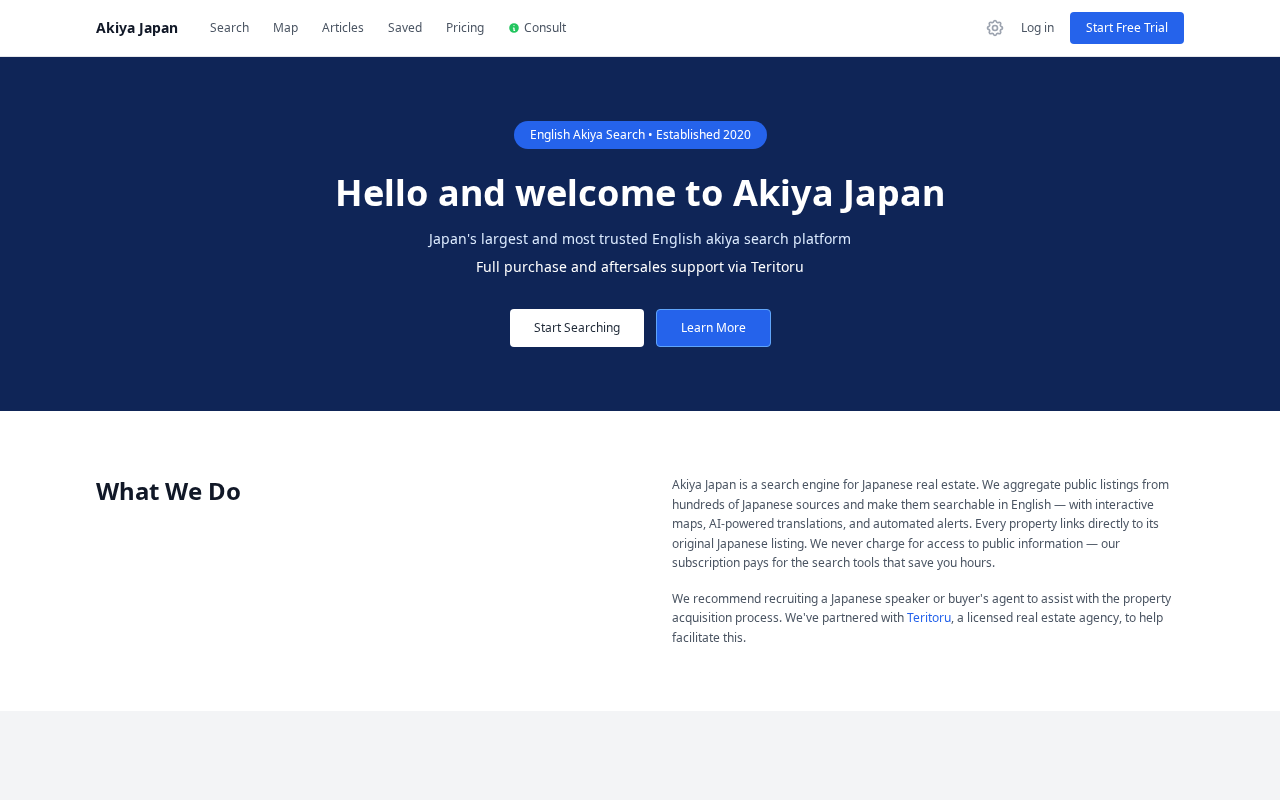 Akiya Japan Search Map Articles Saved Pricing Consult Log in Start Free Trial
English Akiya Search • Established 2020
Hello and welcome to Akiya Japan
Japan's largest and most trusted English akiya search platform
Full purchase and aftersales support via Teritoru
Start Searching Learn More
What We Do
Akiya Japan is a search engine for Japanese real estate. We aggregate public listings from
hundreds of Japanese sources and make them searchable in English — with interactive
maps, AI-powered translations, and automated alerts. Every property links directly to its
original Japanese listing. We never charge for access to public information — our
subscription pays for the search tools that save you hours.
We recommend recruiting a Japanese speaker or buyer's agent to assist with the property
acquisition process. We've partnered with Teritoru, a licensed real estate agency, to help
facilitate this.